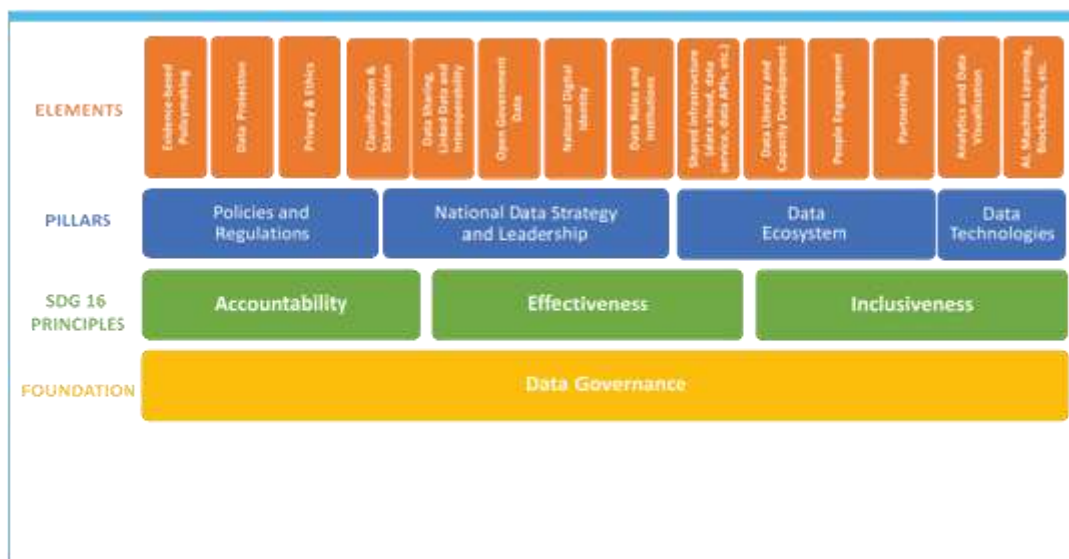 ELEMENTS
Evidence-based
Policymaking
Data Protection
Privacy & Ethics
Classification &
Standardization
Data Sharing,
Linked Data and
Interoperability
Open Government
Data
National Digital
Identity
Data Roles and
Institutions
Shared Infrastructure
(data cloud, data
service, data APIs, etc.)
Data Literacy and
Capacity Development
People Engagement
Partnerships
Analytics and Data
Visualization
AI, Machine Learning,
Blockchains, etc.
PILLARS
Policies and
Regulations
National Data Strategy
and Leadership
Data
Ecosystem
Data
Technologies
SDG 16
PRINCIPLES
Accountability
Effectiveness
Inclusiveness
FOUNDATION
Data Governance